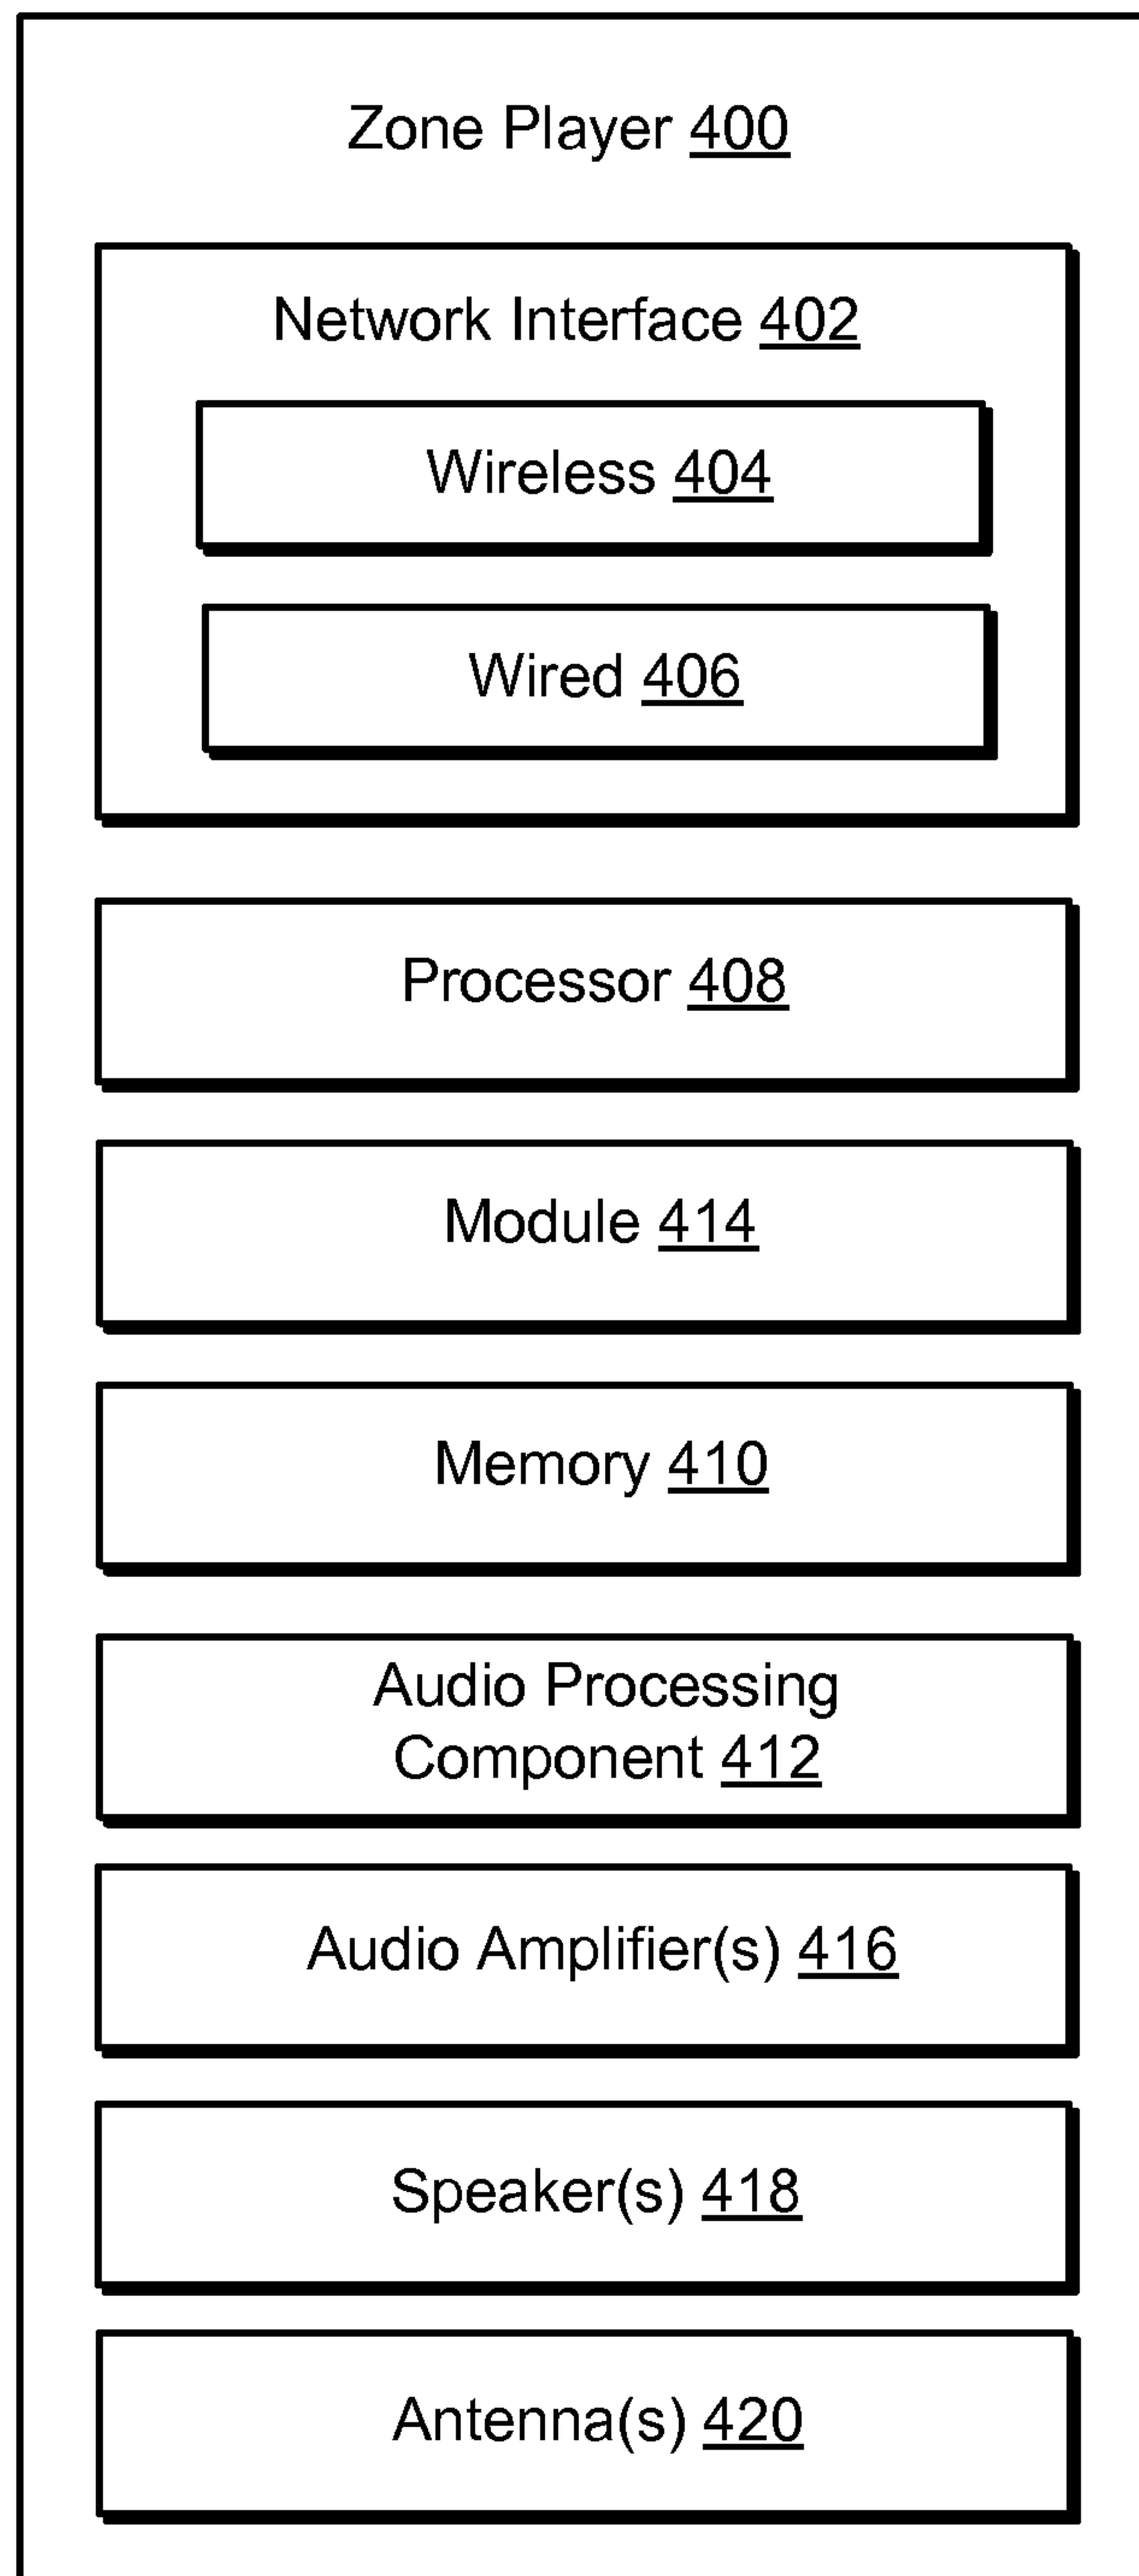 Zone Player 400
Network Interface 402
Wireless 404
Wired 406
Processor 408
Module 414
Memory 410
Audio Processing
Component 412
Audio Amplifier(s) 416
Speaker(s) 418
Antenna(s) 420